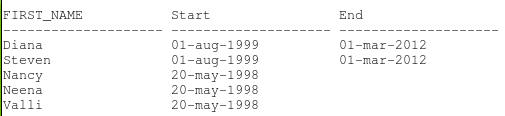 FIRST_NAME Start End
-------------------- -------------------- --------------------
Diana 01-aug-1999 01-mar-2012
Steven 01-aug-1999 01-mar-2012
Nancy 20-may-1998
Neena 20-may-1998
Valli 20-may-1998